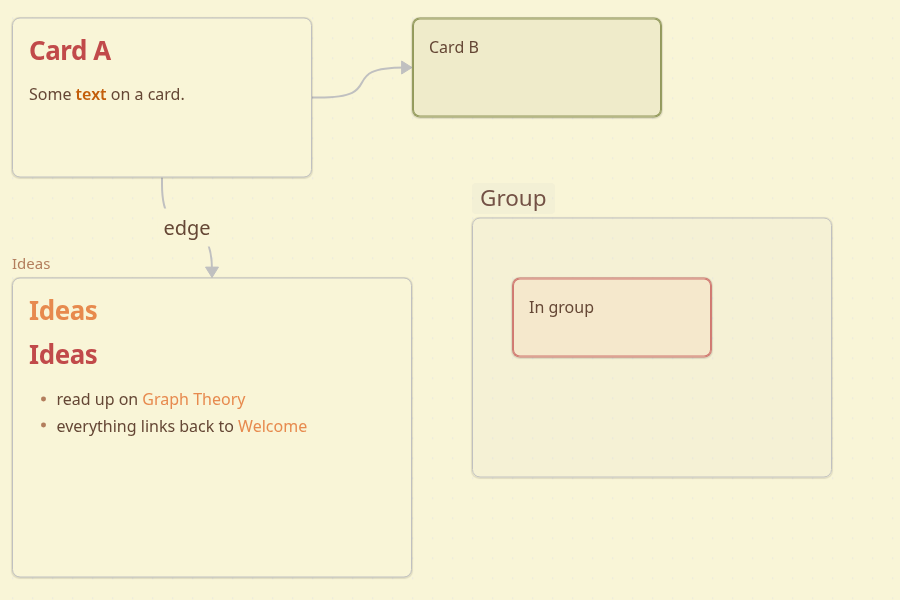 Card A
Some text on a card.
Card B
edge
Group
In group
Ideas
Ideas
Ideas
read up on Graph Theory
everything links back to Welcome